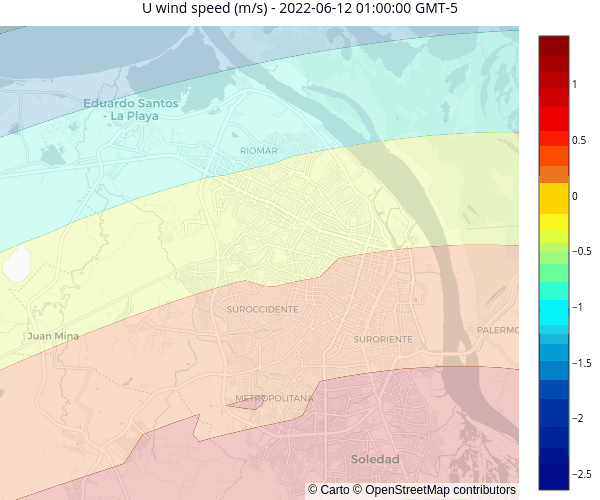 U wind speed (m/s) - 2022-06-12 01:00:00 GMT-5
Eduardo Santos
- La Playa
RIOMAR
SUROCCIDENTE
Juan Mina
SURORIENTE
PALERMO
METROPOLITANA
Soledad
© Carto © OpenStreetMap contributors
1
0.5
0
−0.5
−1
−1.5
−2
−2.5